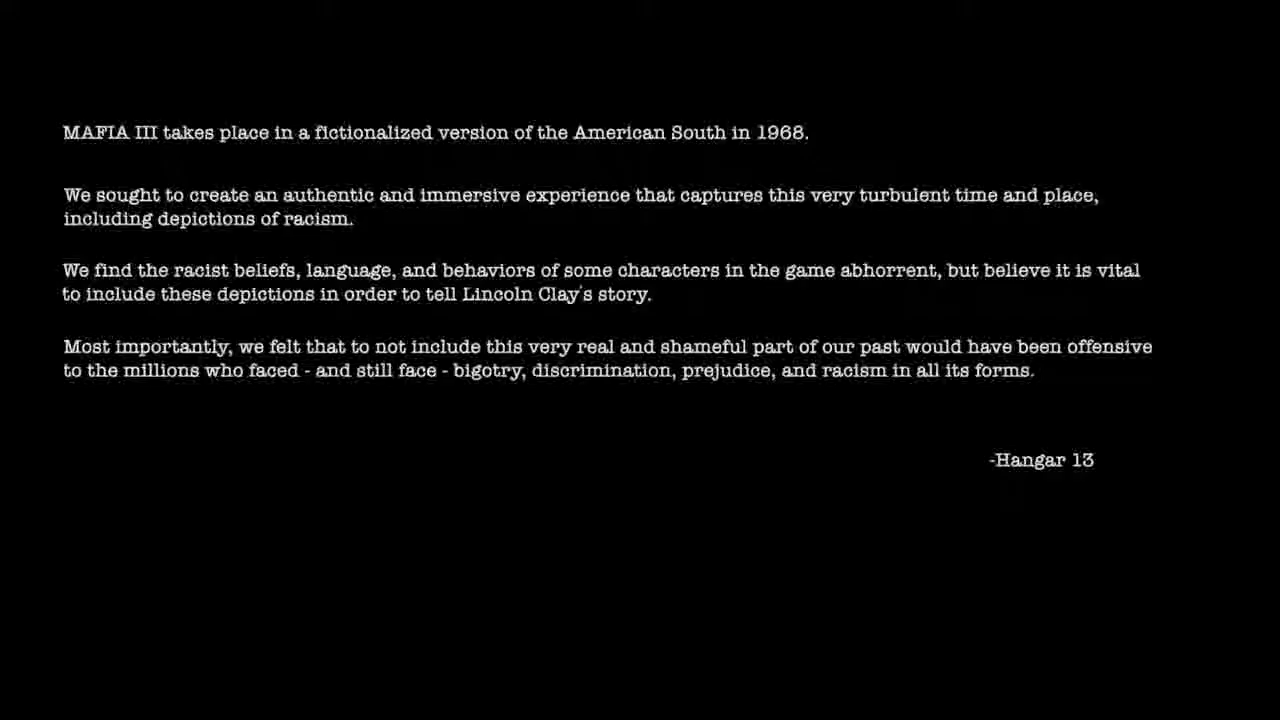 MAFIA III takes place in a fictionalized version of the American South in 1968.
We sought to create an authentic and immersive experience that captures this very turbulent time and place,
including depictions of racism.
We find the racist beliefs, language, and behaviors of some characters in the game abhorrent, but believe it is vital
to include these depictions in order to tell Lincoln Clay's story.
Most importantly, we felt that to not include this very real and shameful part of our past would have been offensive
to the millions who faced - and still face - bigotry, discrimination, prejudice, and racism in all its forms.
-Hangar 13